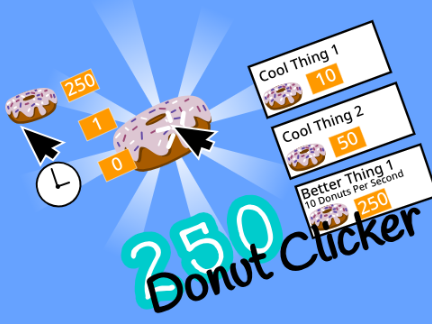 250
1
0
Cool Thing 1
10
Cool Thing 2
50
Better Thing 1
10 Donuts Per Second
250
250
Donut Clicker